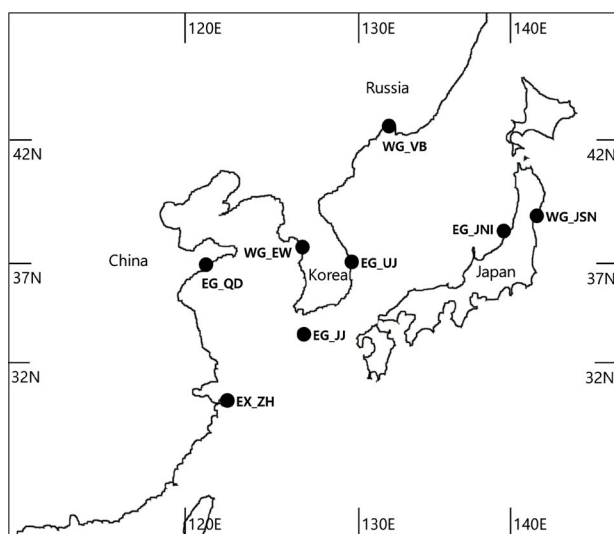 120E 130E 140E
Russia
WG_VB
42N 42N
WG_JSN
EG_JNI
WG_EW
China
EG_UJ
Korea
37N 37N
Japan
EG_QD
EG_JJ
32N 32N
EX_ZH
120E 130E 140E